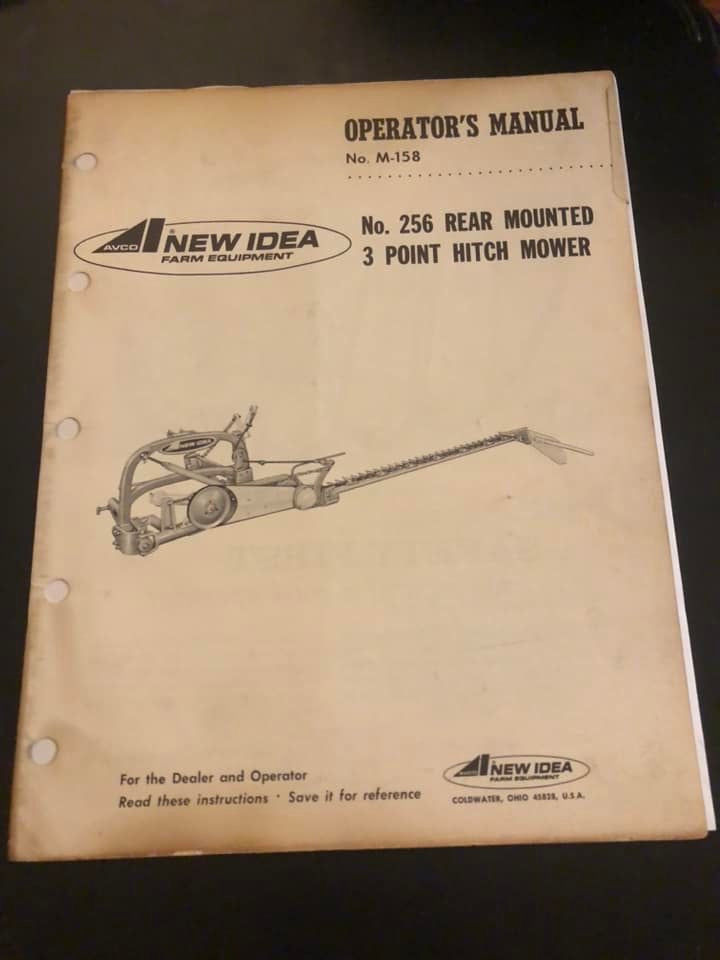 OPERATOR'S MANUAL
No. M-158
AVCO NEW IDEA
FARM EQUIPMENT
No. 256 REAR MOUNTED
3 POINT HITCH MOWER
NEW IDEA
For the Dealer and Operator
Read these instructions · Save it for reference
NEW IDEA
FARM EQUIPMENT
COLDWATER, OHIO 45828, U.S.A.